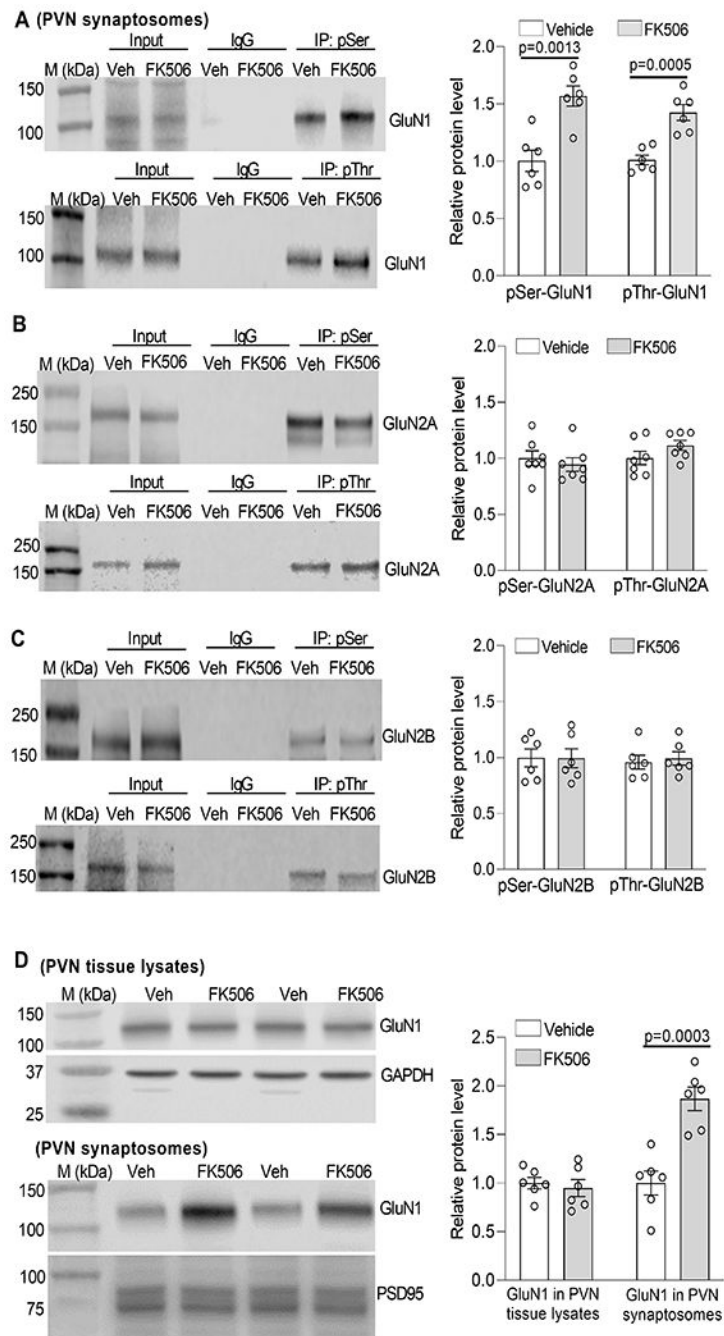 A (PVN synaptosomes)
Input IgG IP: pSer
M (kDa) Veh FK506 Veh FK506 Veh FK506
150
100
GluN1
Input IgG IP: pThr
Veh FK506 Veh FK506 Veh FK506
M (kDa)
150
100
GluN1
Vehicle FK506
p=0.0013
p=0.0005
Relative protein level
2.0
1.5
1.0
0.5
0.0
pSer-GluN1 pThr-GluN1
B
Input IgG IP: pSer
Veh FK506 Veh FK506 Veh FK506
M (kDa)
250
150
GluN2A
Input IgG IP: pThr
M (kDa) Veh FK506 Veh FK506 Veh FK506
250
150
GluN2A
Vehicle FK506
Relative protein level
2.0
1.5
1.0
0.5
0.0
pSer-GluN2A pThr-GluN2A
C
Input IgG IP: pSer
M (kDa) Veh FK506 Veh FK506 Veh FK506
250
150
GluN2B
Input IgG IP: pThr
M (kDa) Veh FK506 Veh FK506 Veh FK506
250
150
GluN2B
Vehicle FK506
Relative protein level
2.0
1.5
1.0
0.5
0.0
pSer-GluN2B pThr-GluN2B
D (PVN tissue lysates)
M (kDa) Veh FK506 Veh FK506
150
100
GluN1
37
25
GAPDH
(PVN synaptosomes)
M (kDa) Veh FK506 Veh FK506
150
100
GluN1
100
75
PSD95
Vehicle
FK506
p=0.0003
Relative protein level
2.5
2.0
1.5
1.0
0.5
0.0
GluN1 in PVN GluN1 in PVN
tissue lysates synaptosomes